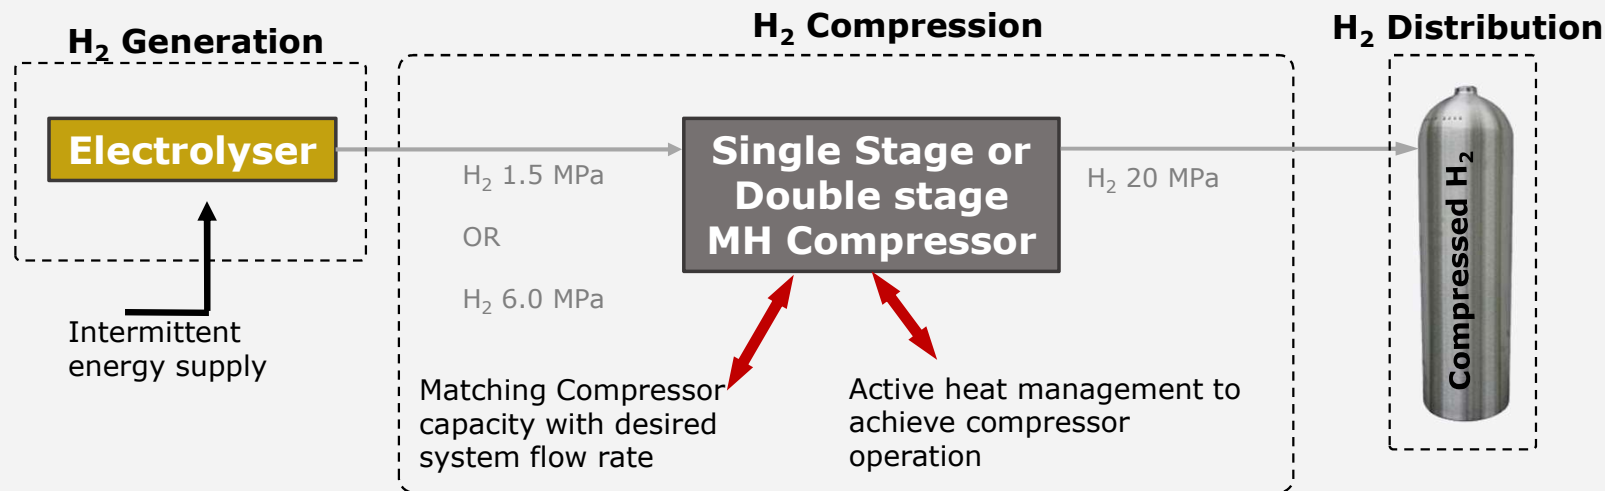 H₂ Generation
Electrolyser
Intermittent
energy supply
H₂ Compression
H₂ 1.5 MPa
OR
H₂ 6.0 MPa
Single Stage or
Double stage
MH Compressor
H₂ 20 MPa
Matching Compressor
capacity with desired
system flow rate
Active heat management to
achieve compressor
operation
H₂ Distribution
Compressed H₂